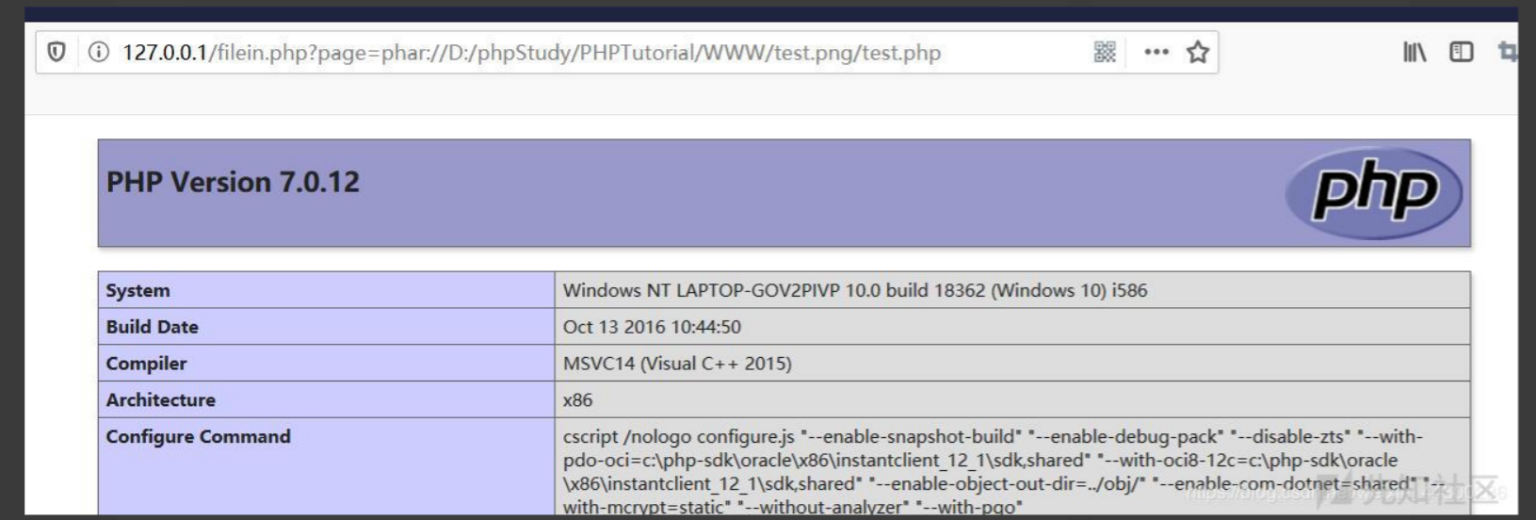 127.0.0.1/filein.php?page=phar://D:/phpStudy/PHPTutorial/WWW/test.png/test.php
PHP Version 7.0.12
php
System Windows NT LAPTOP-GOV2PIVP 10.0 build 18362 (Windows 10) i586
Build Date Oct 13 2016 10:44:50
Compiler MSVC14 (Visual C++ 2015)
Architecture x86
Configure Command cscript /nologo configure.js "--enable-snapshot-build" "--enable-debug-pack" "--disable-zts" "--with-
pdo-oci=c:\php-sdk\oracle\x86\instantclient_12_1\sdk,shared" "--with-oci8-12c=c:\php-sdk\oracle
\x86\instantclient_12_1\sdk,shared" "--enable-object-out-dir=../obj/" "--enable-com-dotnet=shared" "--
with-mcrypt=static" "--without-analyzer" "--with-pgo"
先知社区